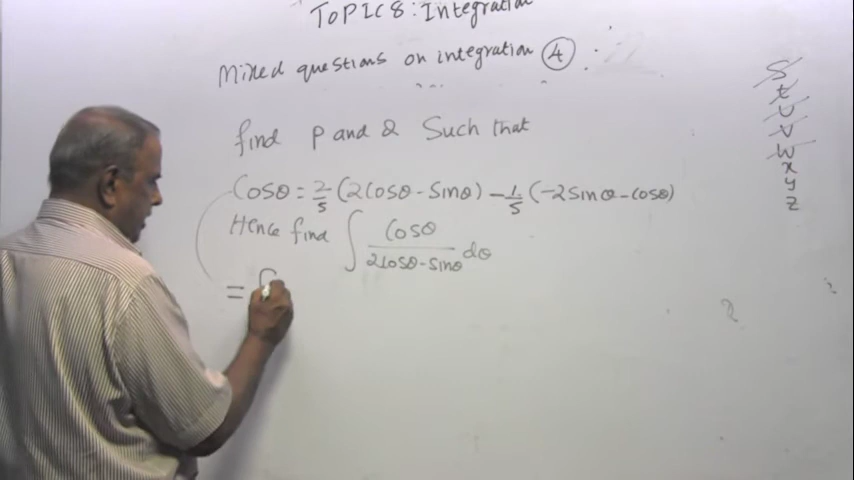 TOPIC 8: Integration
Mixed questions on integration 4
find P and Q Such that
Cosθ = 2/5 (2Cosθ - Sinθ) - 1/5 (-2Sinθ - Cosθ)
Hence find ∫ Cosθ / 2Cosθ - Sinθ dθ
= ∫
S
t
U
V
W
x
y
z